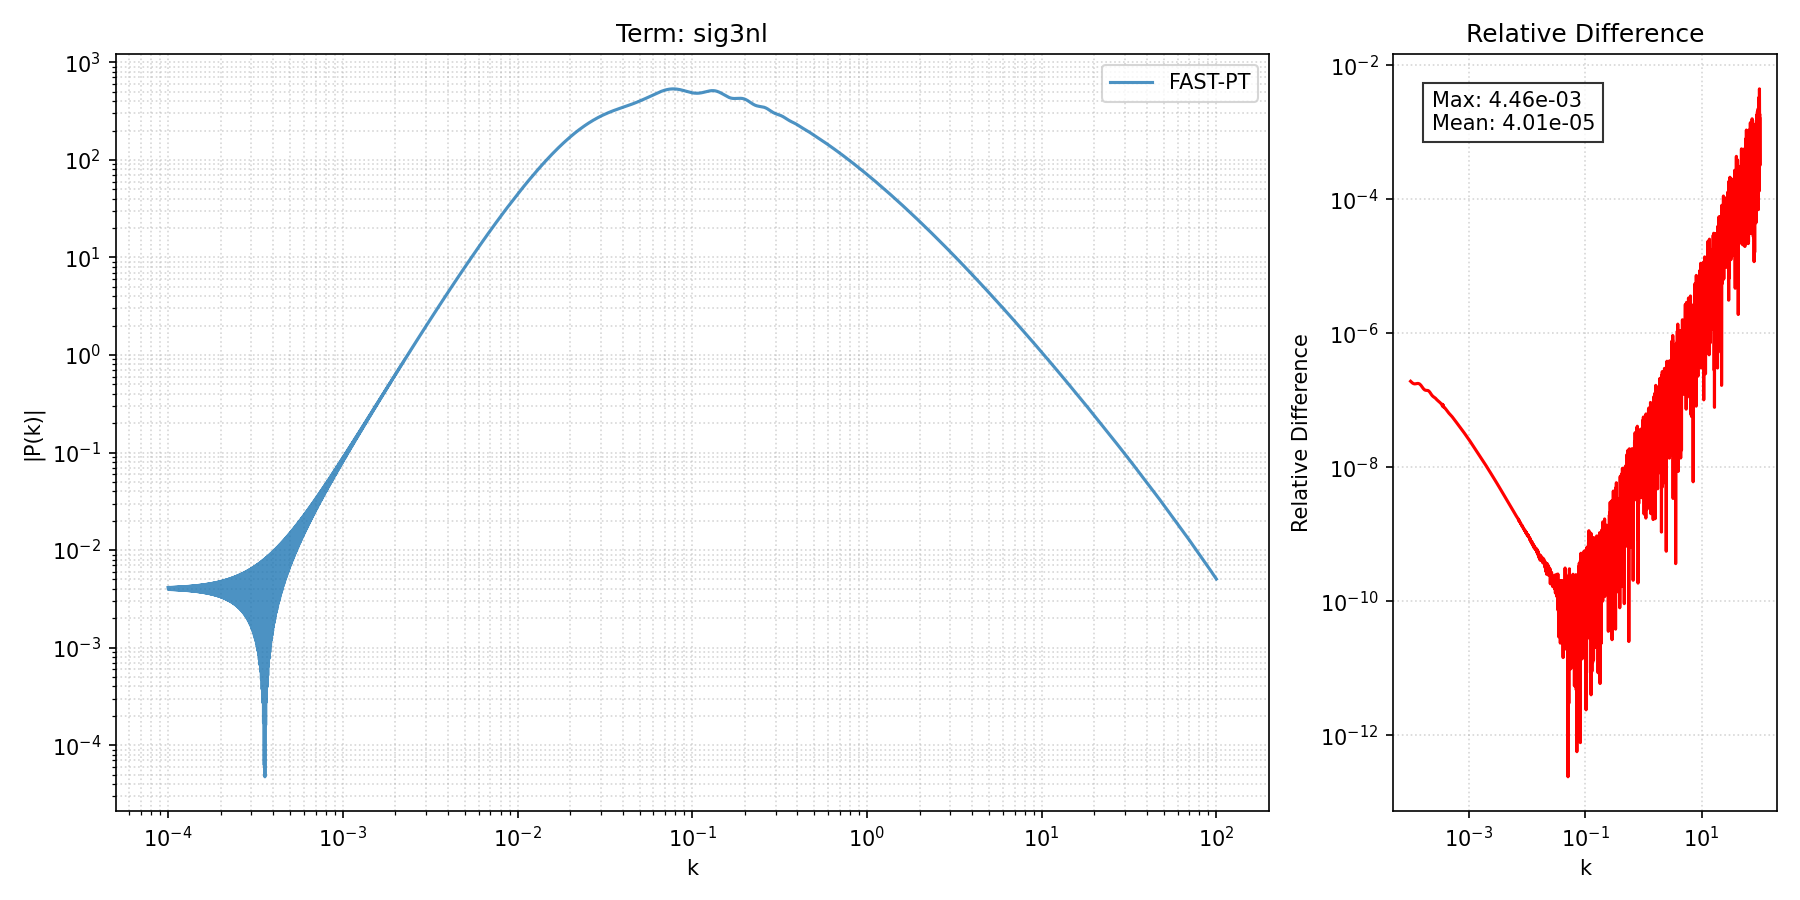 Term: sig3nl
FAST-PT
10³
10²
10¹
10⁰
10⁻¹
10⁻²
10⁻³
10⁻⁴
|P(k)|
10⁻⁴ 10⁻³ 10⁻² 10⁻¹ 10⁰ 10¹ 10²
k
Relative Difference
Max: 4.46e-03
Mean: 4.01e-05
10⁻²
10⁻⁴
10⁻⁶
10⁻⁸
10⁻¹⁰
10⁻¹²
Relative Difference
10⁻³ 10⁻¹ 10¹
k